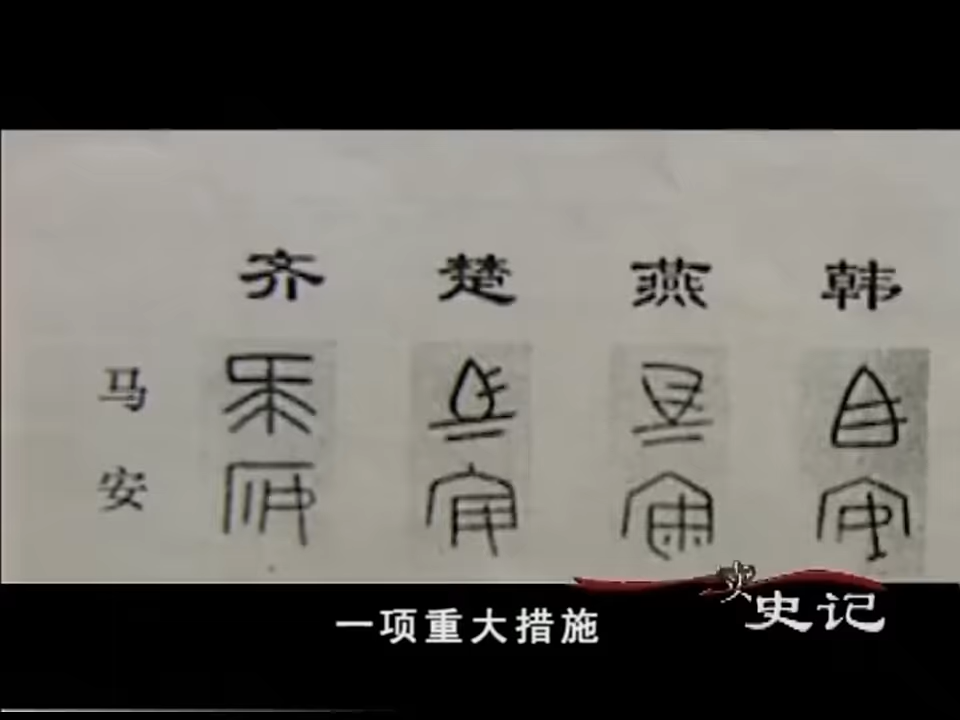 齐 楚 燕 韩
马
安
一项重大措施
史记